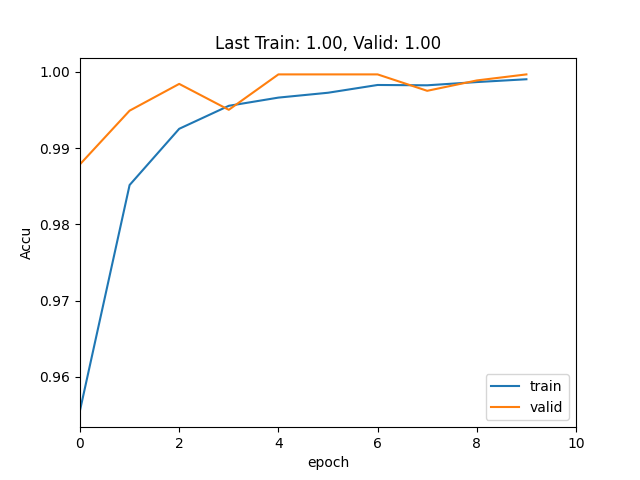 Last Train: 1.00, Valid: 1.00
1.00
0.99
0.98
0.97
0.96
Accu
0 2 4 6 8 10
epoch
train
valid